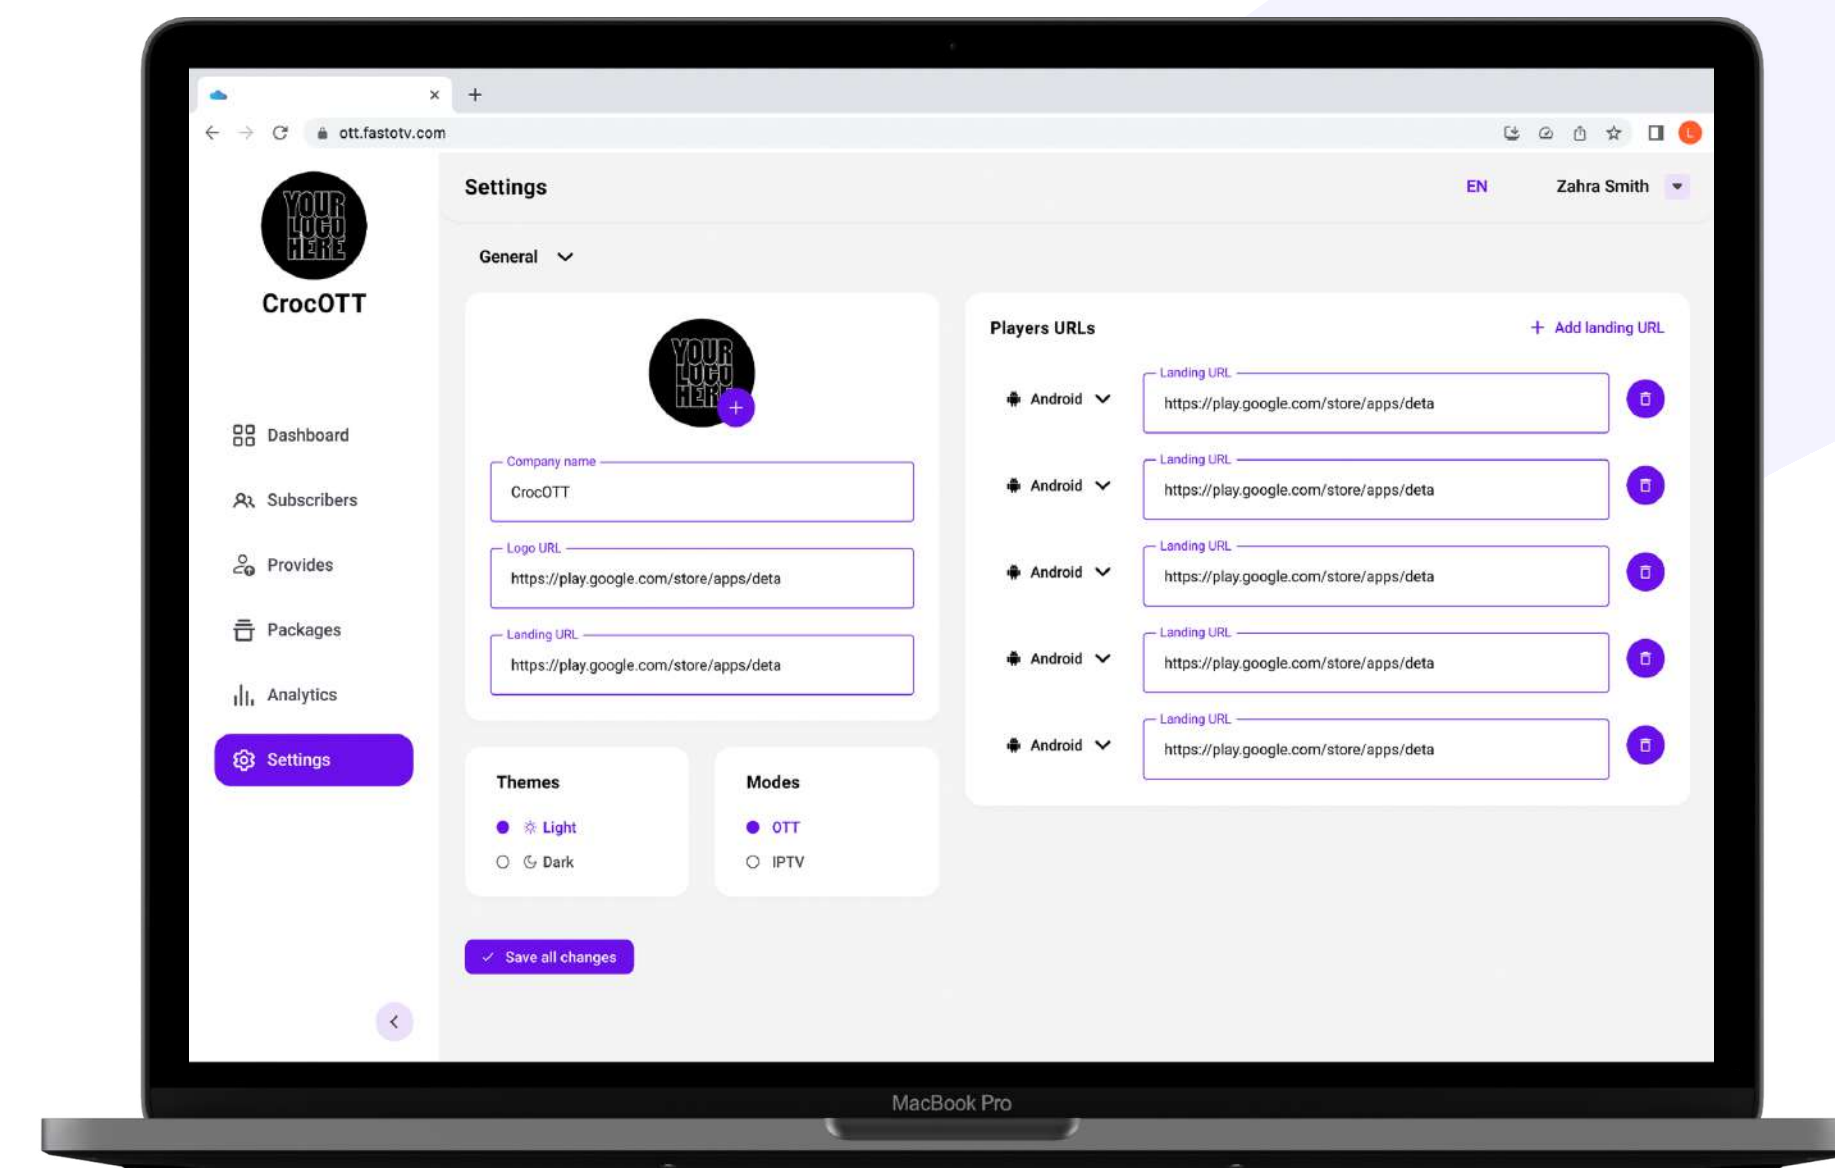 ott.fastotv.com
L
YOUR
LOGO
HERE
CrocOTT
Dashboard
Subscribers
Provides
Packages
Analytics
Settings
Settings
EN
Zahra Smith
General
YOUR
LOGO
HERE
Company name
CrocOTT
Logo URL
https://play.google.com/store/apps/deta
Landing URL
https://play.google.com/store/apps/deta
Themes
Light
Dark
Modes
OTT
IPTV
Save all changes
Players URLs
+ Add landing URL
Android
Landing URL
https://play.google.com/store/apps/deta
Android
Landing URL
https://play.google.com/store/apps/deta
Android
Landing URL
https://play.google.com/store/apps/deta
Android
Landing URL
https://play.google.com/store/apps/deta
Android
Landing URL
https://play.google.com/store/apps/deta
MacBook Pro